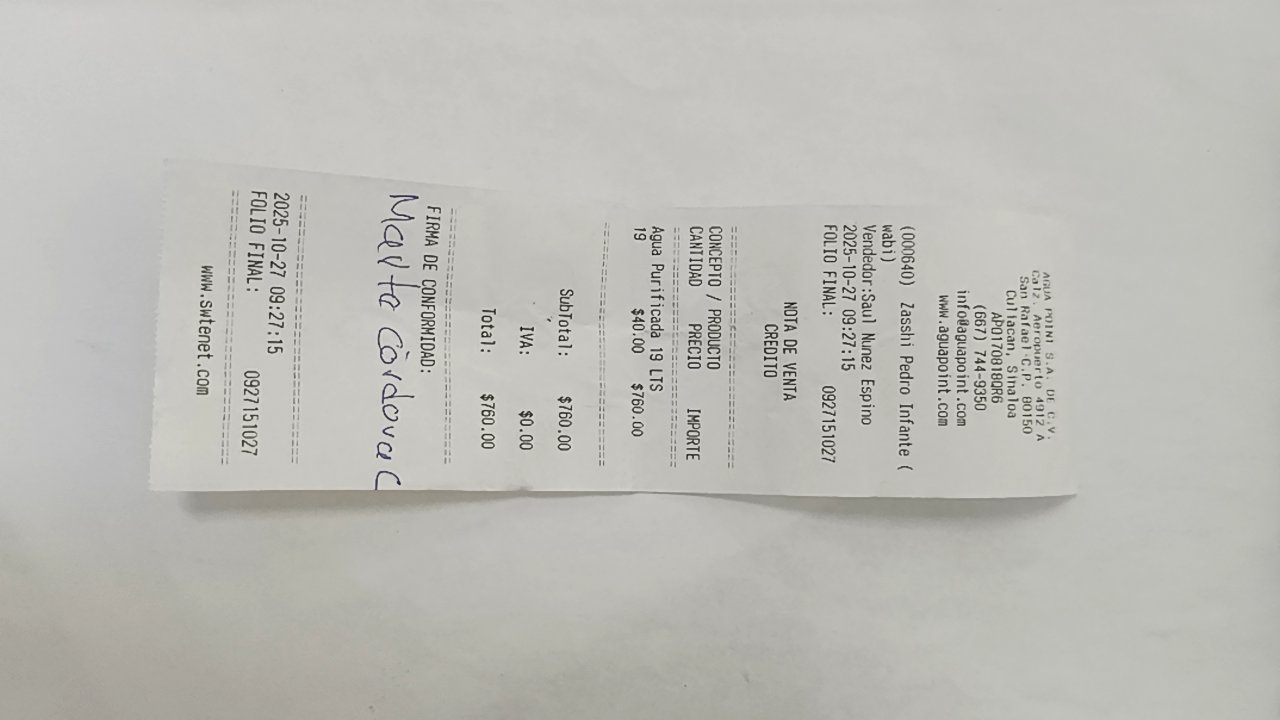 AGUA POINT S.A. DE C.V.
Calz. Aeropuerto 4912 A
San Rafael C.P. 80150
Culiacan, Sinaloa
APO170818QR6
(667) 744-9350
info@aguapoint.com
www.aguapoint.com
(000640) Zasshi Pedro Infante (
wabi)
Vendedor:Saul Nunez Espino
2025-10-27 09:27:15
FOLIO FINAL: 0927151027
NOTA DE VENTA
CREDITO
CONCEPTO / PRODUCTO
CANTIDAD PRECIO IMPORTE
Agua Purificada 19 LTS
19 $40.00 $760.00
SubTotal: $760.00
IVA: $0.00
Total: $760.00
FIRMA DE CONFORMIDAD:
Marta Còrdova C
2025-10-27 09:27:15
FOLIO FINAL: 0927151027
www.swtenet.com